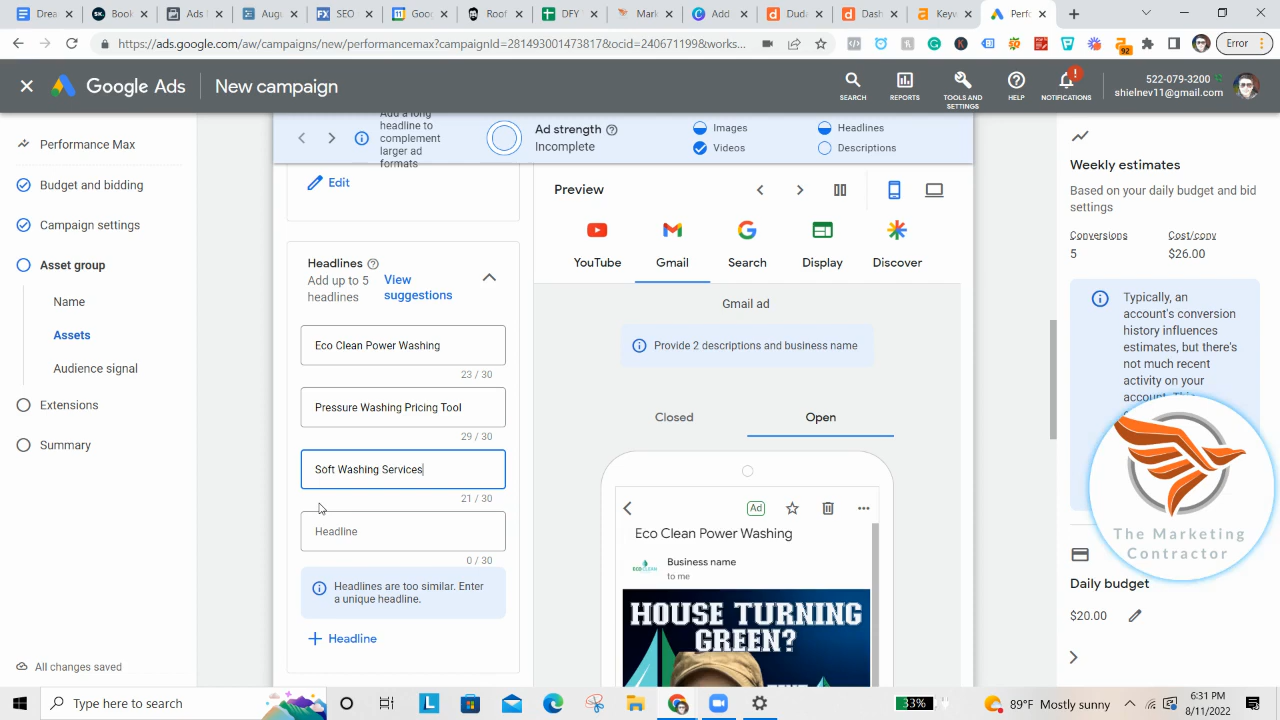 Drea
Book
Ads
Aug
SEO
Goo
Roof
DFY
Mark
Add
Duda
Dash
Keyw
Perfo
https://ads.google.com/aw/campaigns/new/performancemax?campaignId=281493001473817&ocid=240671199&works...
92
Error
Google Ads
New campaign
SEARCH
REPORTS
TOOLS AND SETTINGS
HELP
NOTIFICATIONS
522-079-3200
shielnev11@gmail.com
Performance Max
Budget and bidding
Campaign settings
Asset group
Name
Assets
Audience signal
Extensions
Summary
All changes saved
Add a long
headline to
complement
larger ad
formats
Ad strength
Incomplete
Images
Headlines
Videos
Descriptions
Edit
Headlines
Add up to 5
headlines
View
suggestions
Eco Clean Power Washing
23 / 30
Pressure Washing Pricing Tool
29 / 30
Soft Washing Services
21 / 30
Headline
0 / 30
Headlines are too similar. Enter
a unique headline.
Headline
Preview
YouTube
Gmail
Search
Display
Discover
Gmail ad
Provide 2 descriptions and business name
Closed
Open
Ad
Eco Clean Power Washing
ECO CLEAN
Business name
to me
HOUSE TURNING
GREEN?
Weekly estimates
Based on your daily budget and bid
settings
Conversions
Cost/conv
5
$26.00
Typically, an
account's conversion
history influences
estimates, but there's
not much recent
activity on your
account. This
The Marketing
Contractor
Daily budget
$20.00
Type here to search
33%
89°F Mostly sunny
6:31 PM
8/11/2022